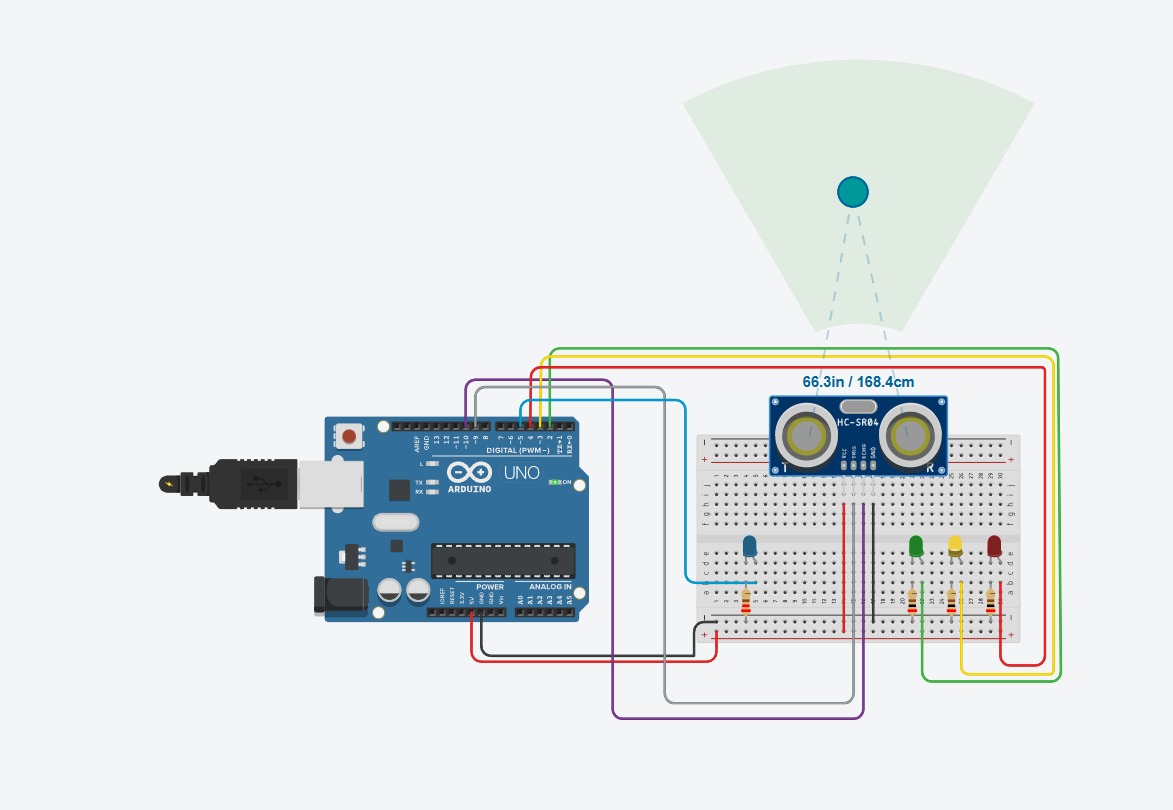 66.3in / 168.4cm
HC-SR04
T
R
VCC
TRIG
ECHO
GND
AREF
GND
13
12
~11
~10
~9
8
7
~6
~5
4
~3
2
TX→1
RX←0
DIGITAL (PWM~)
L
TX
RX
UNO
ARDUINO
ON
POWER
ANALOG IN
IOREF
RESET
3.3V
5V
GND
GND
Vin
A0
A1
A2
A3
A4
A5